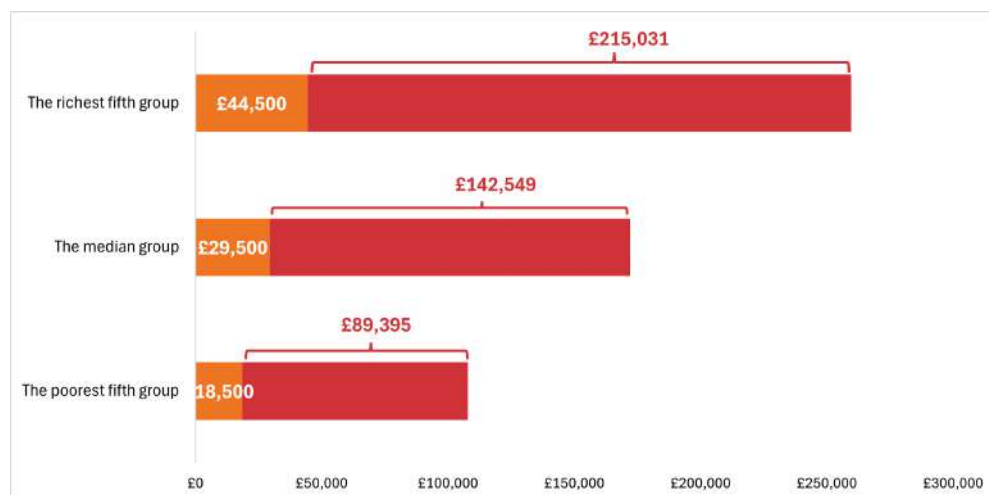 £215,031
The richest fifth group £44,500
£142,549
The median group £29,500
£89,395
The poorest fifth group 18,500
£0 £50,000 £100,000 £150,000 £200,000 £250,000 £300,000